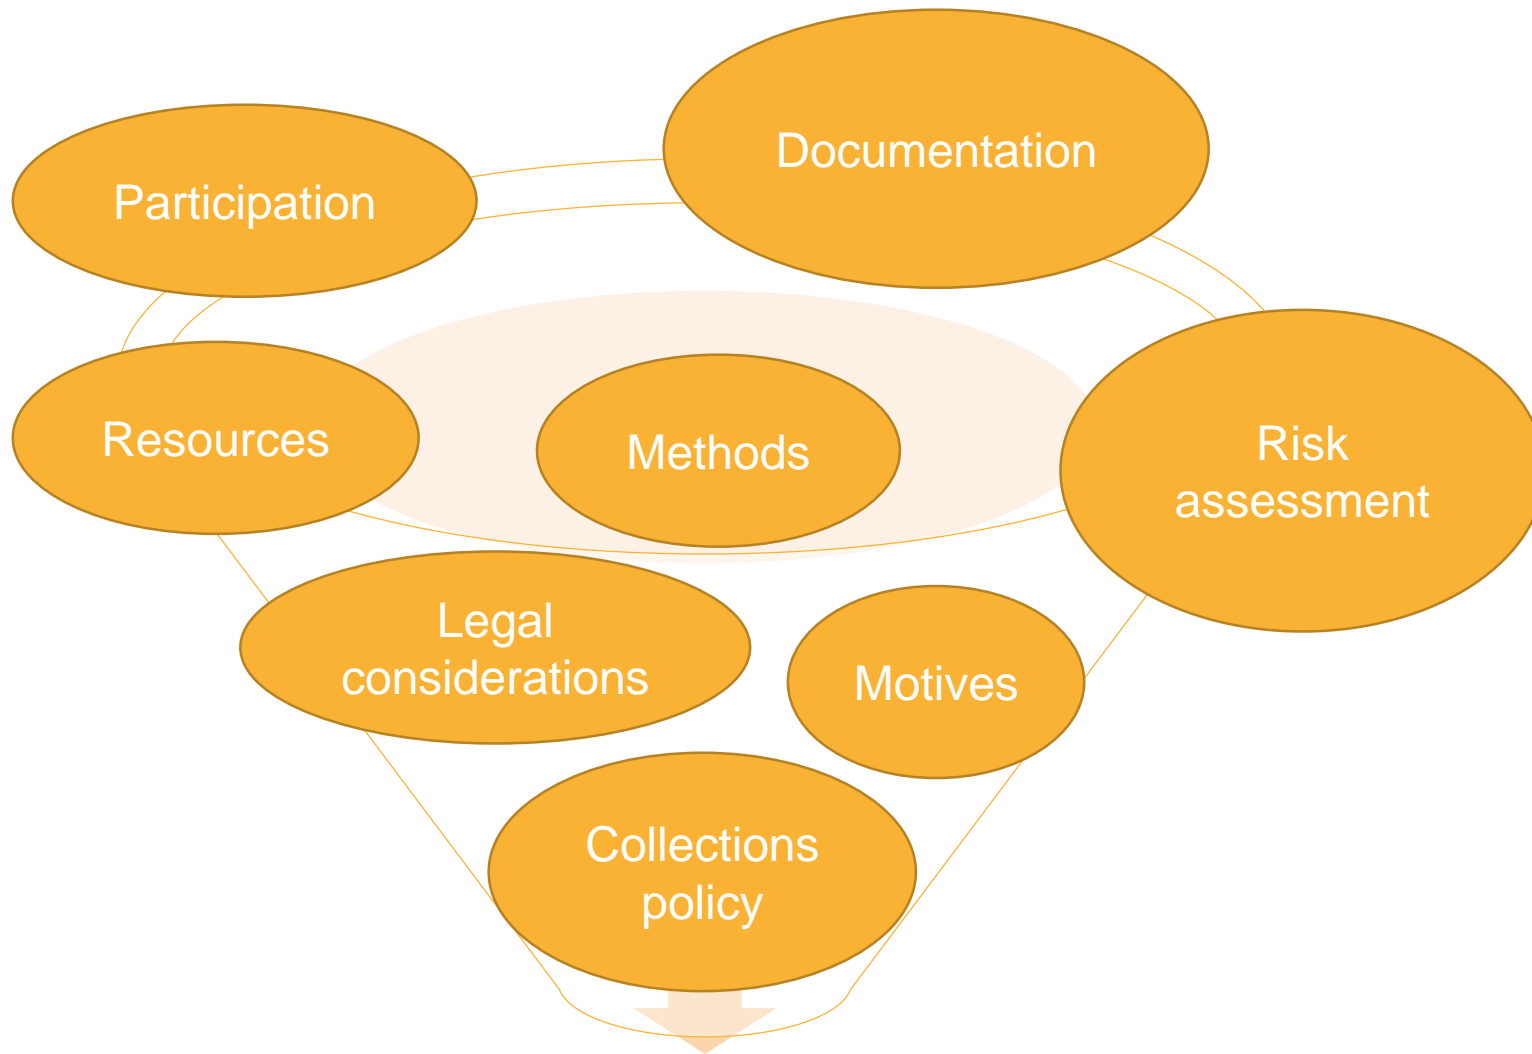 Documentation
Participation
Resources
Methods
Risk
assessment
Legal
considerations
Motives
Collections
policy